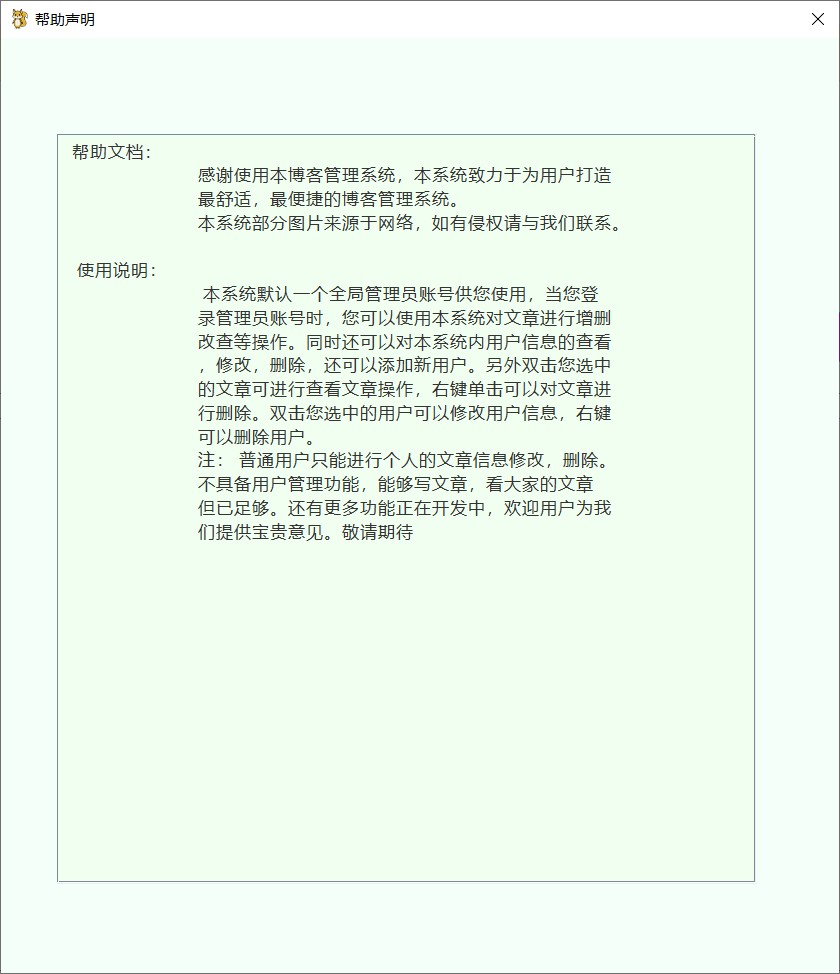 帮助声明
帮助文档：
感谢使用本博客管理系统，本系统致力于为用户打造
最舒适，最便捷的博客管理系统。
本系统部分图片来源于网络，如有侵权请与我们联系。
使用说明：
本系统默认一个全局管理员账号供您使用，当您登
录管理员账号时，您可以使用本系统对文章进行增删
改查等操作。同时还可以对本系统内用户信息的查看
，修改，删除，还可以添加新用户。另外双击您选中
的文章可进行查看文章操作，右键单击可以对文章进
行删除。双击您选中的用户可以修改用户信息，右键
可以删除用户。
注： 普通用户只能进行个人的文章信息修改，删除。
不具备用户管理功能，能够写文章，看大家的文章
但已足够。还有更多功能正在开发中，欢迎用户为我
们提供宝贵意见。敬请期待